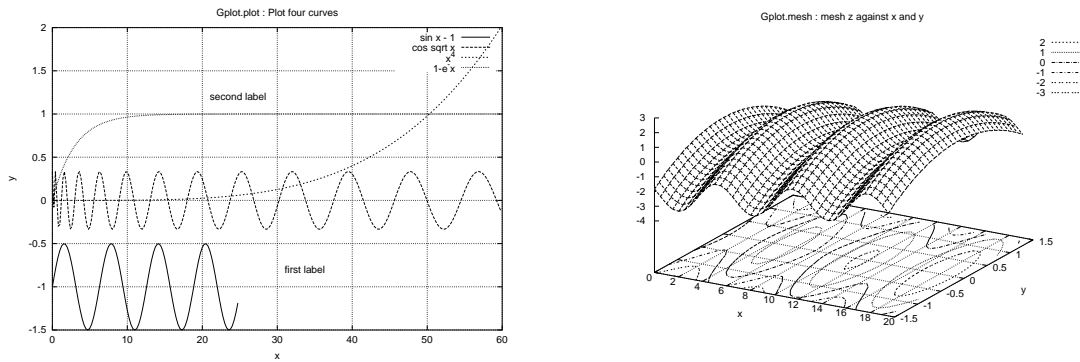 Gplot.plot : Plot four curves
sin x - 1
cos sqrt x
x^4
1-e^x
second label
first label
2
1.5
1
0.5
0
-0.5
-1
-1.5
y
0 10 20 30 40 50 60
x
Gplot.mesh : mesh z against x and y
2
1
0
-1
-2
-3
3
2
1
0
-1
-2
-3
-4
0 2 4 6 8 10 12 14 16 18 20
x
-1.5
-1
-0.5
0
0.5
1
1.5
y